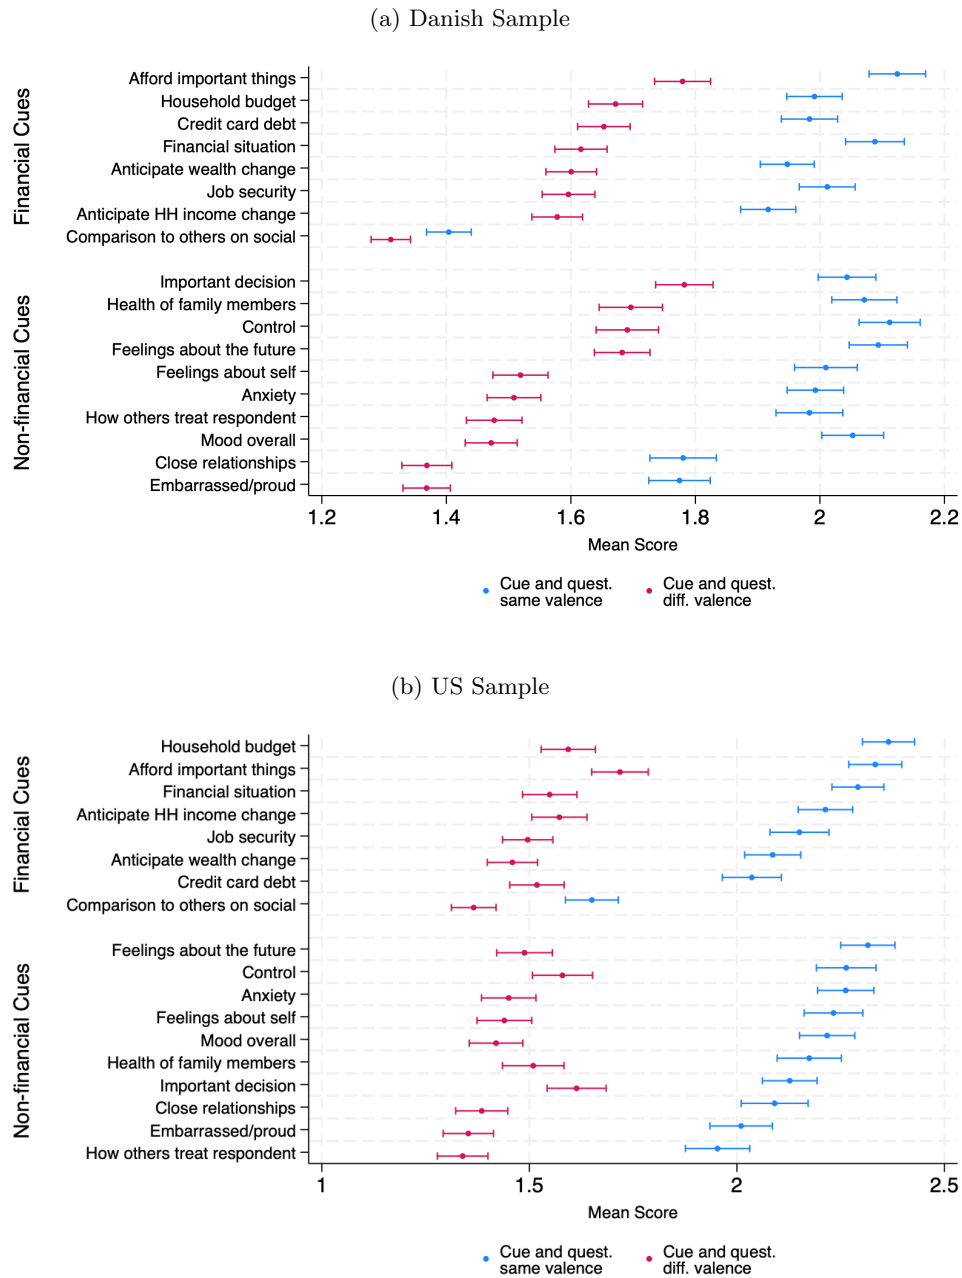 (a) Danish Sample
Financial Cues
Afford important things
Household budget
Credit card debt
Financial situation
Anticipate wealth change
Job security
Anticipate HH income change
Comparison to others on social
Non-financial Cues
Important decision
Health of family members
Control
Feelings about the future
Feelings about self
Anxiety
How others treat respondent
Mood overall
Close relationships
Embarrassed/proud
1.2 1.4 1.6 1.8 2 2.2
Mean Score
Cue and quest. same valence
Cue and quest. diff. valence
(b) US Sample
Financial Cues
Household budget
Afford important things
Financial situation
Anticipate HH income change
Job security
Anticipate wealth change
Credit card debt
Comparison to others on social
Non-financial Cues
Feelings about the future
Control
Anxiety
Feelings about self
Mood overall
Health of family members
Important decision
Close relationships
Embarrassed/proud
How others treat respondent
1 1.5 2 2.5
Mean Score
Cue and quest. same valence
Cue and quest. diff. valence